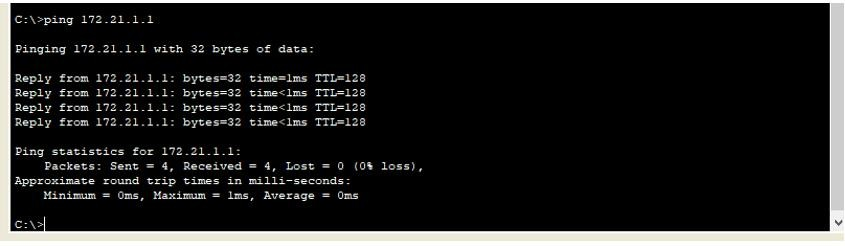 C:\>ping 172.21.1.1
Pinging 172.21.1.1 with 32 bytes of data:
Reply from 172.21.1.1: bytes=32 time=1ms TTL=128
Reply from 172.21.1.1: bytes=32 time<1ms TTL=128
Reply from 172.21.1.1: bytes=32 time<1ms TTL=128
Reply from 172.21.1.1: bytes=32 time<1ms TTL=128
Ping statistics for 172.21.1.1:
Packets: Sent = 4, Received = 4, Lost = 0 (0% loss),
Approximate round trip times in milli-seconds:
Minimum = 0ms, Maximum = 1ms, Average = 0ms
C:\>